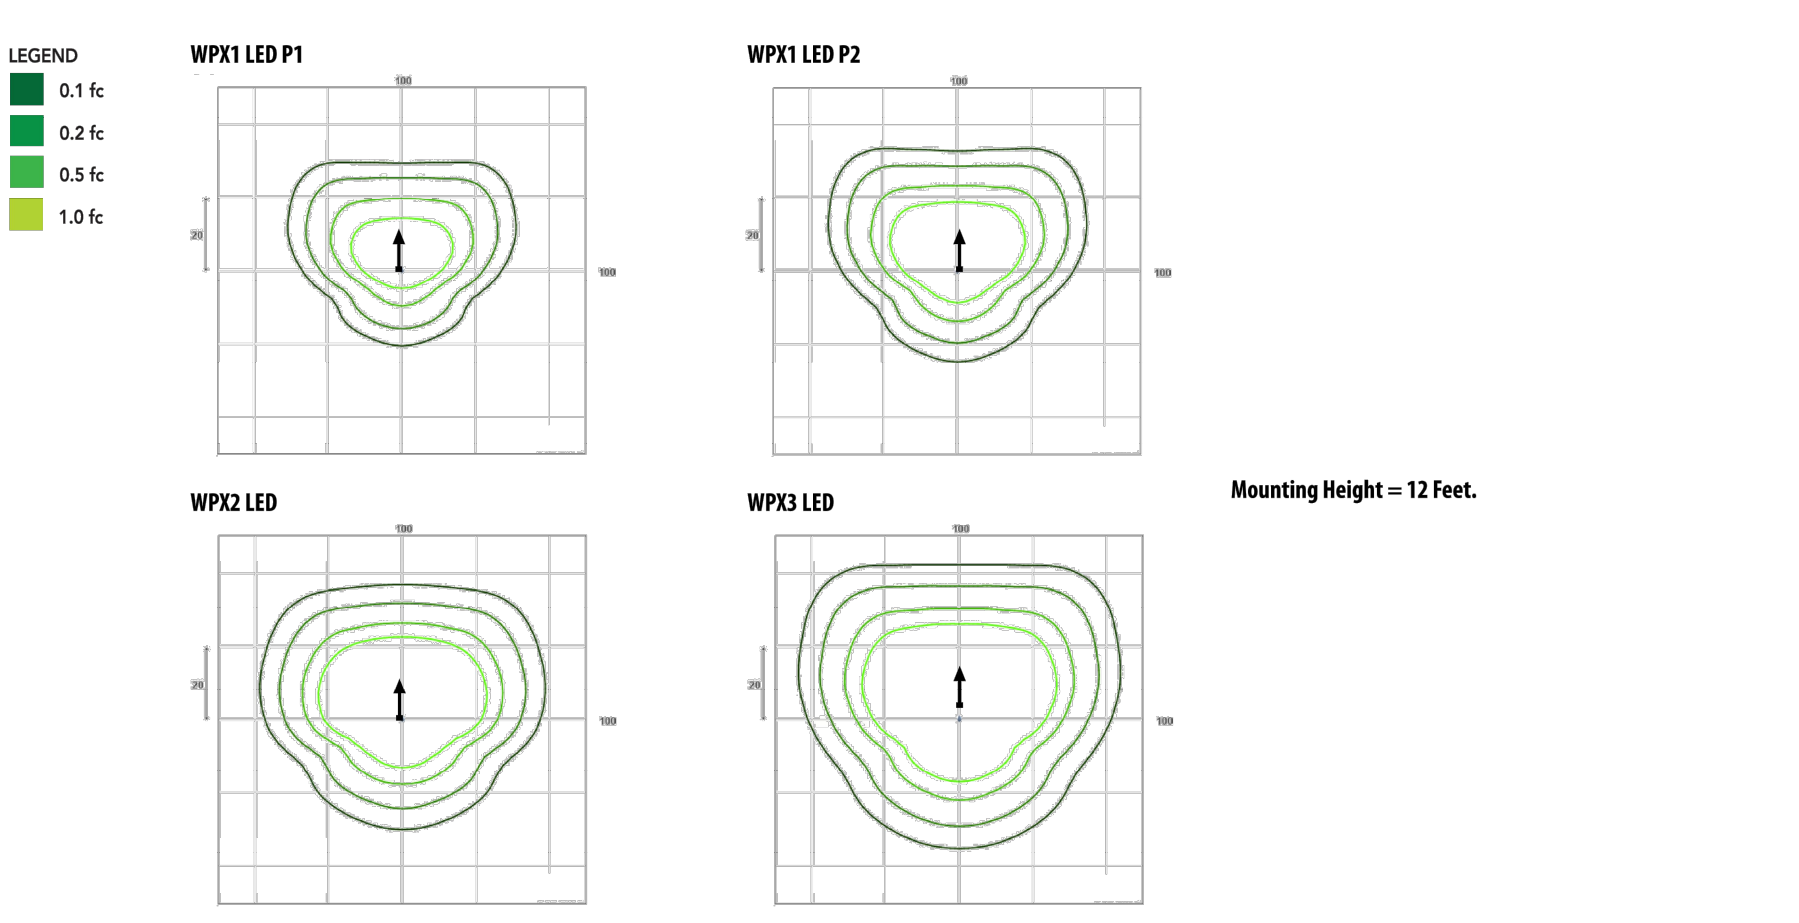 LEGEND
0.1 fc
0.2 fc
0.5 fc
1.0 fc
WPX1 LED P1
100
20
100
WPX1 LED P2
100
20
100
WPX2 LED
100
20
100
WPX3 LED
100
20
100
Mounting Height = 12 Feet.